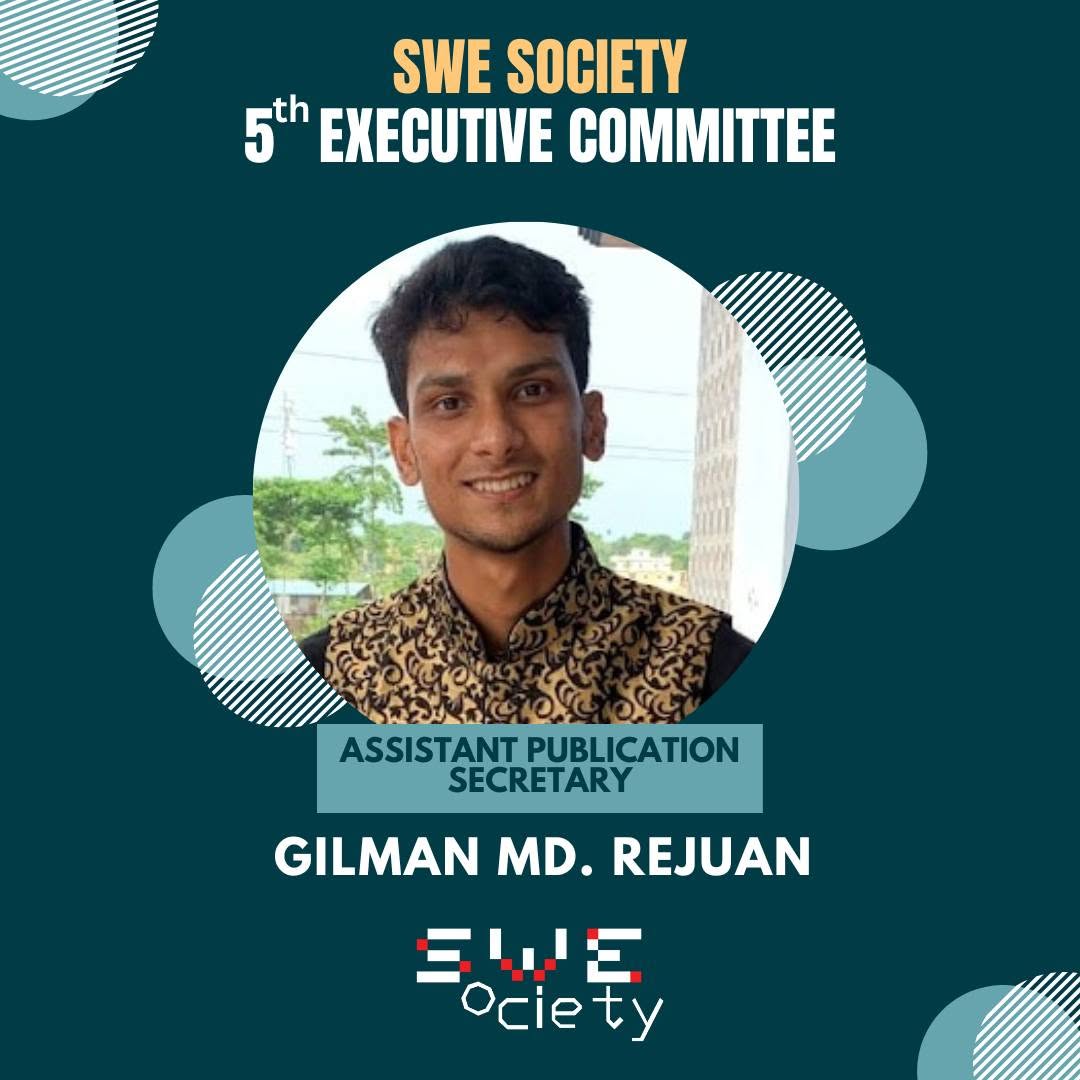 SWE SOCIETY
5th EXECUTIVE COMMITTEE
ASSISTANT PUBLICATION
SECRETARY
GILMAN MD. REJUAN
SWE
Ociety